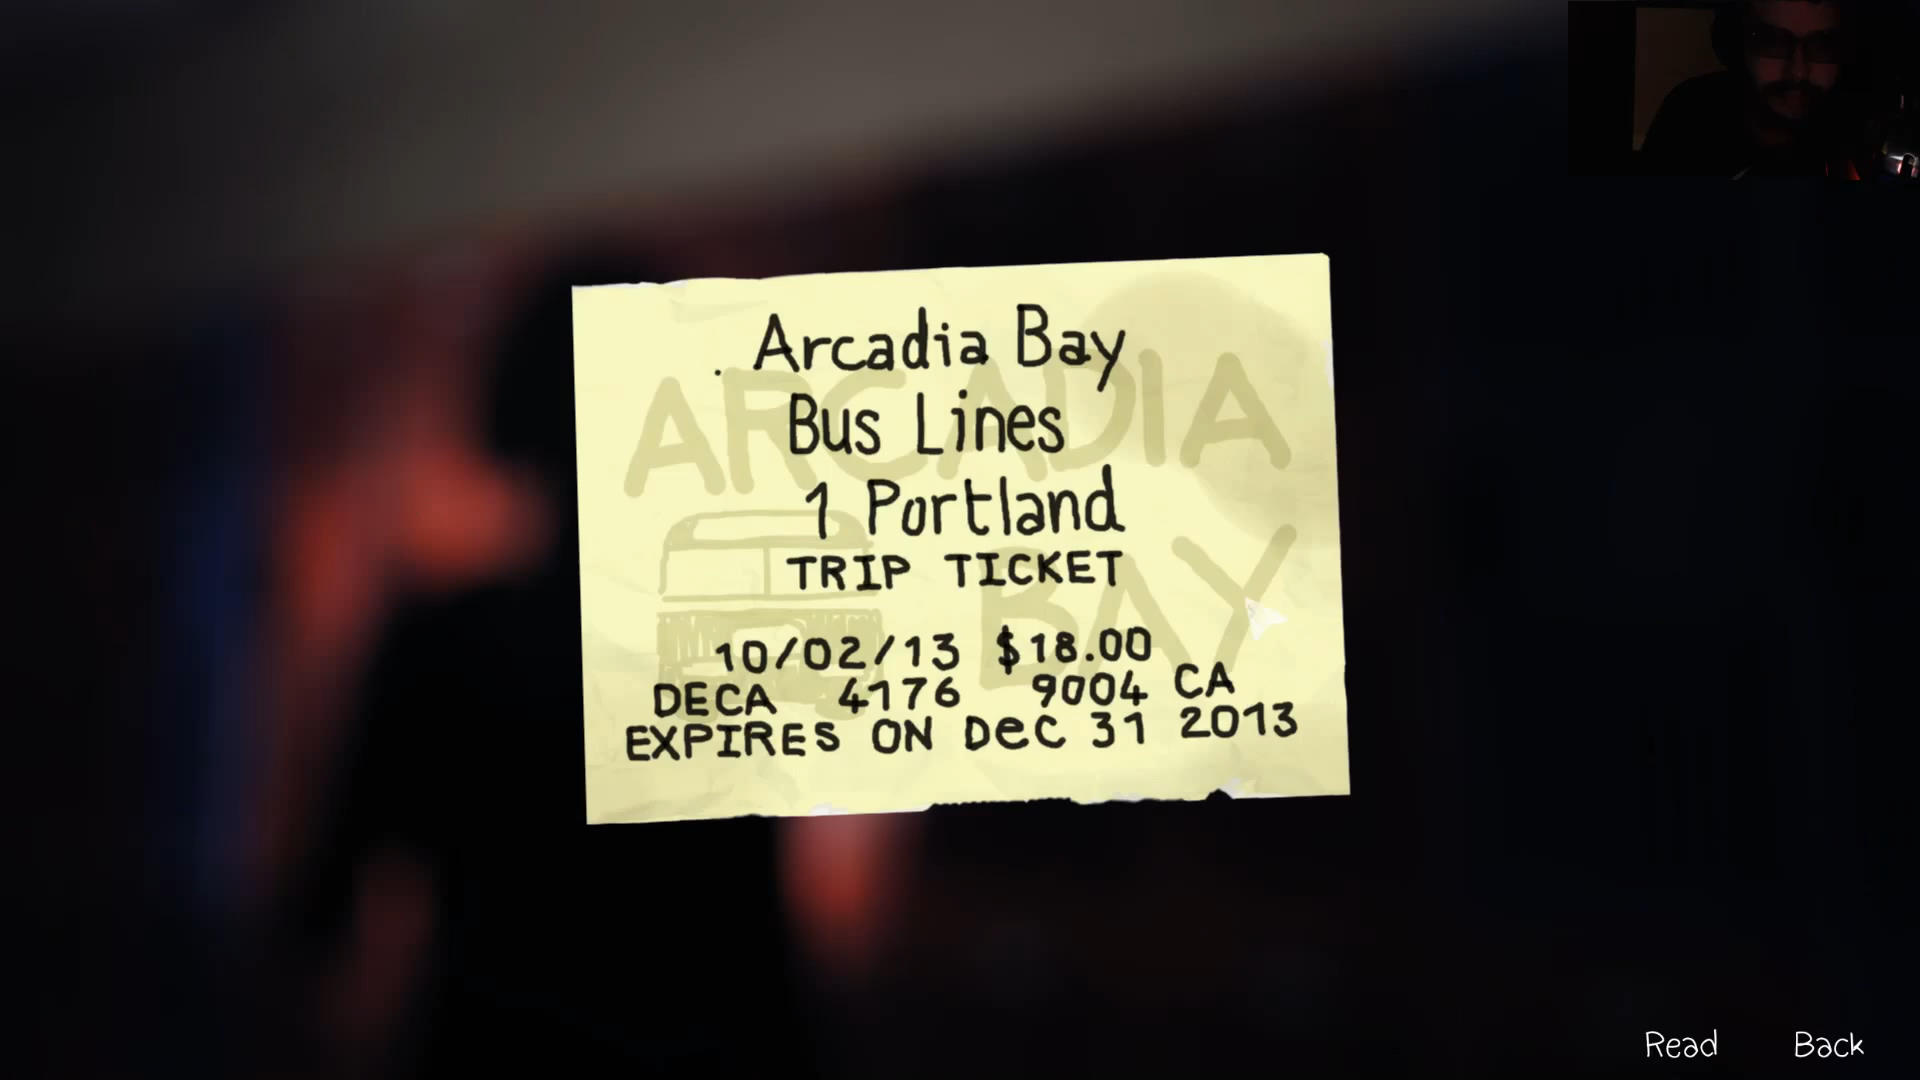 ARCADIA
BAY
Arcadia Bay
Bus Lines
1 Portland
TRIP TICKET
10/02/13 $18.00
DECA 4176 9004 CA
EXPIRES ON Dec 31 2013
Read Back